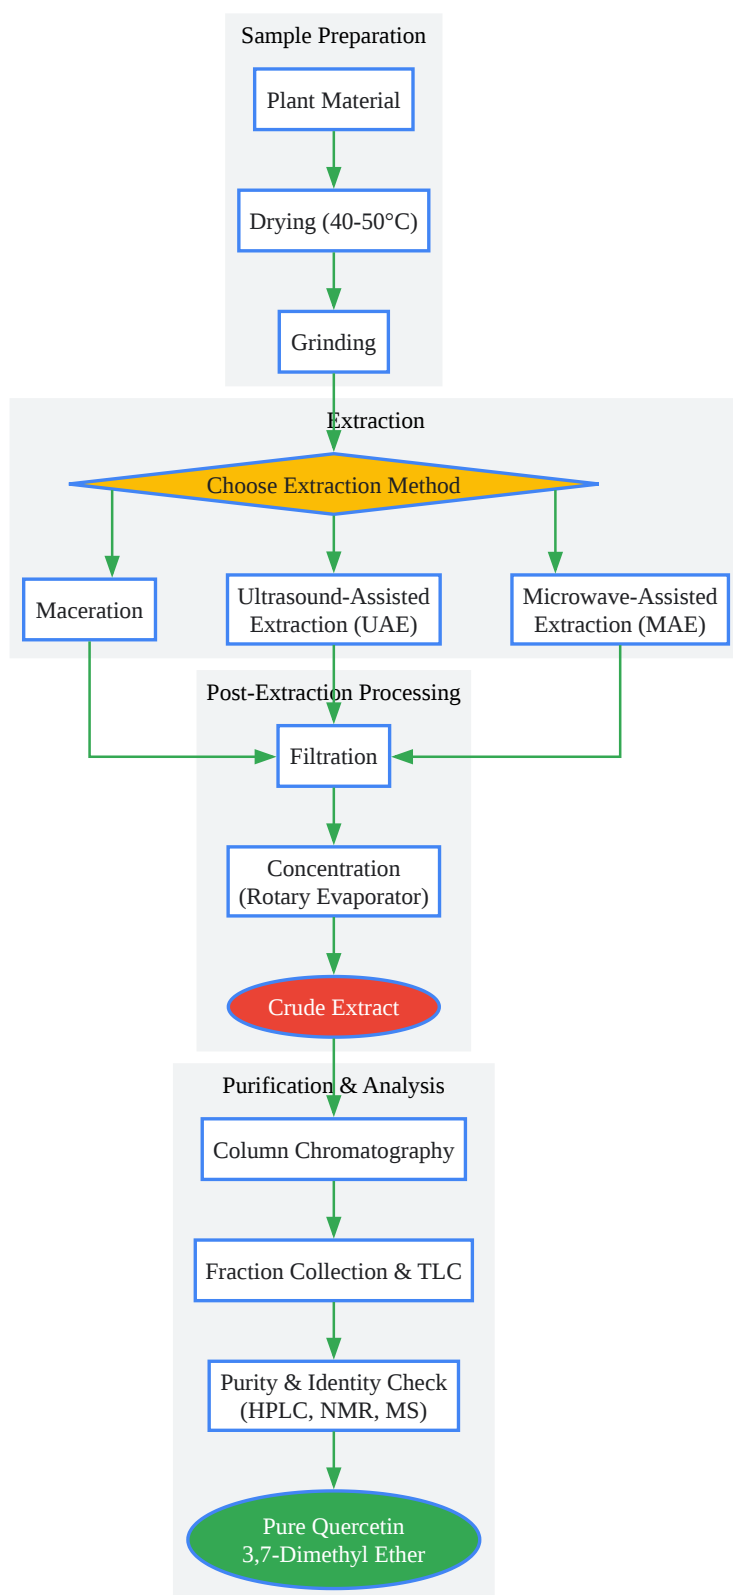 Sample Preparation
Plant Material
Drying (40-50°C)
Grinding
Extraction
Choose Extraction Method
Maceration
Ultrasound-Assisted
Extraction (UAE)
Microwave-Assisted
Extraction (MAE)
Post-Extraction Processing
Filtration
Concentration
(Rotary Evaporator)
Crude Extract
Purification & Analysis
Column Chromatography
Fraction Collection & TLC
Purity & Identity Check
(HPLC, NMR, MS)
Pure Quercetin
3,7-Dimethyl Ether